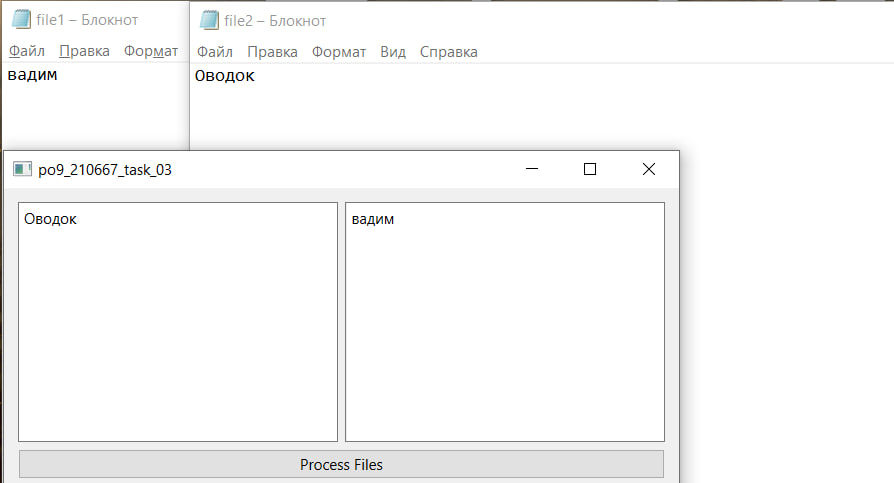 file1 – Блокнот
Файл Правка Формат
вадим
file2 – Блокнот
Файл Правка Формат Вид Справка
Оводок
po9_210667_task_03
Оводок
вадим
Process Files